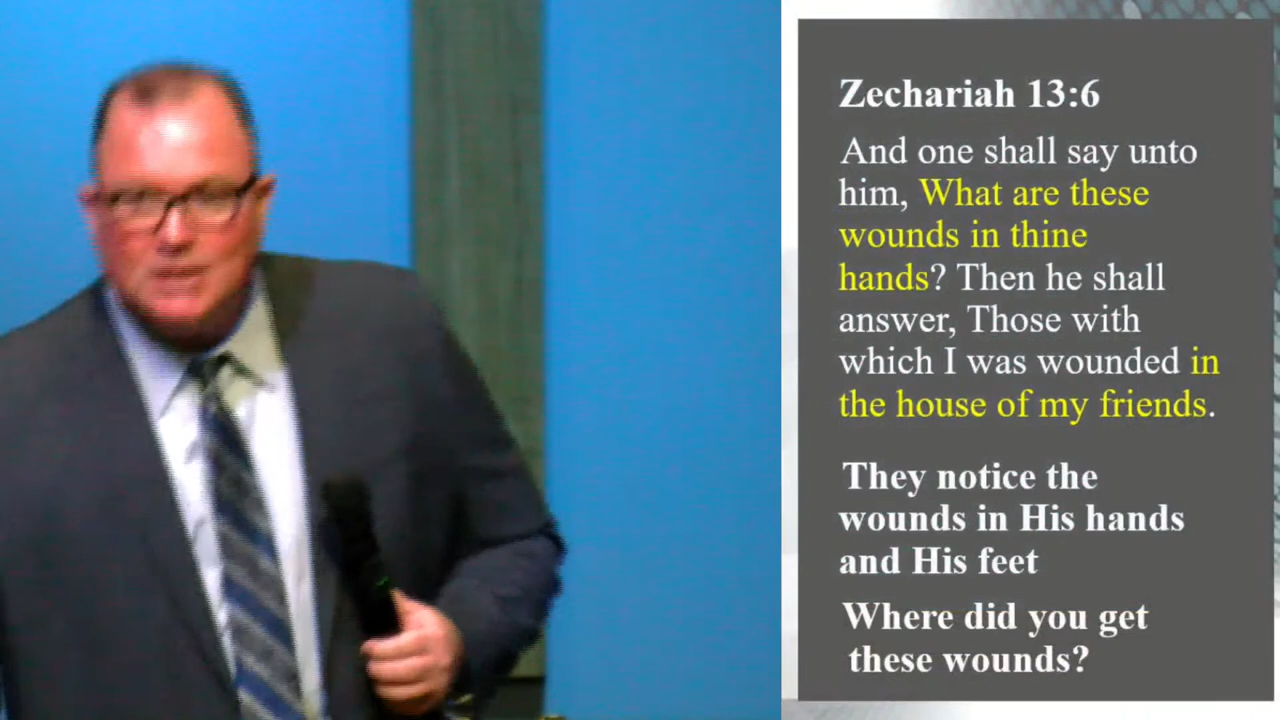 Zechariah 13:6
And one shall say unto
him, What are these
wounds in thine
hands? Then he shall
answer, Those with
which I was wounded in
the house of my friends.
They notice the
wounds in His hands
and His feet
Where did you get
these wounds?